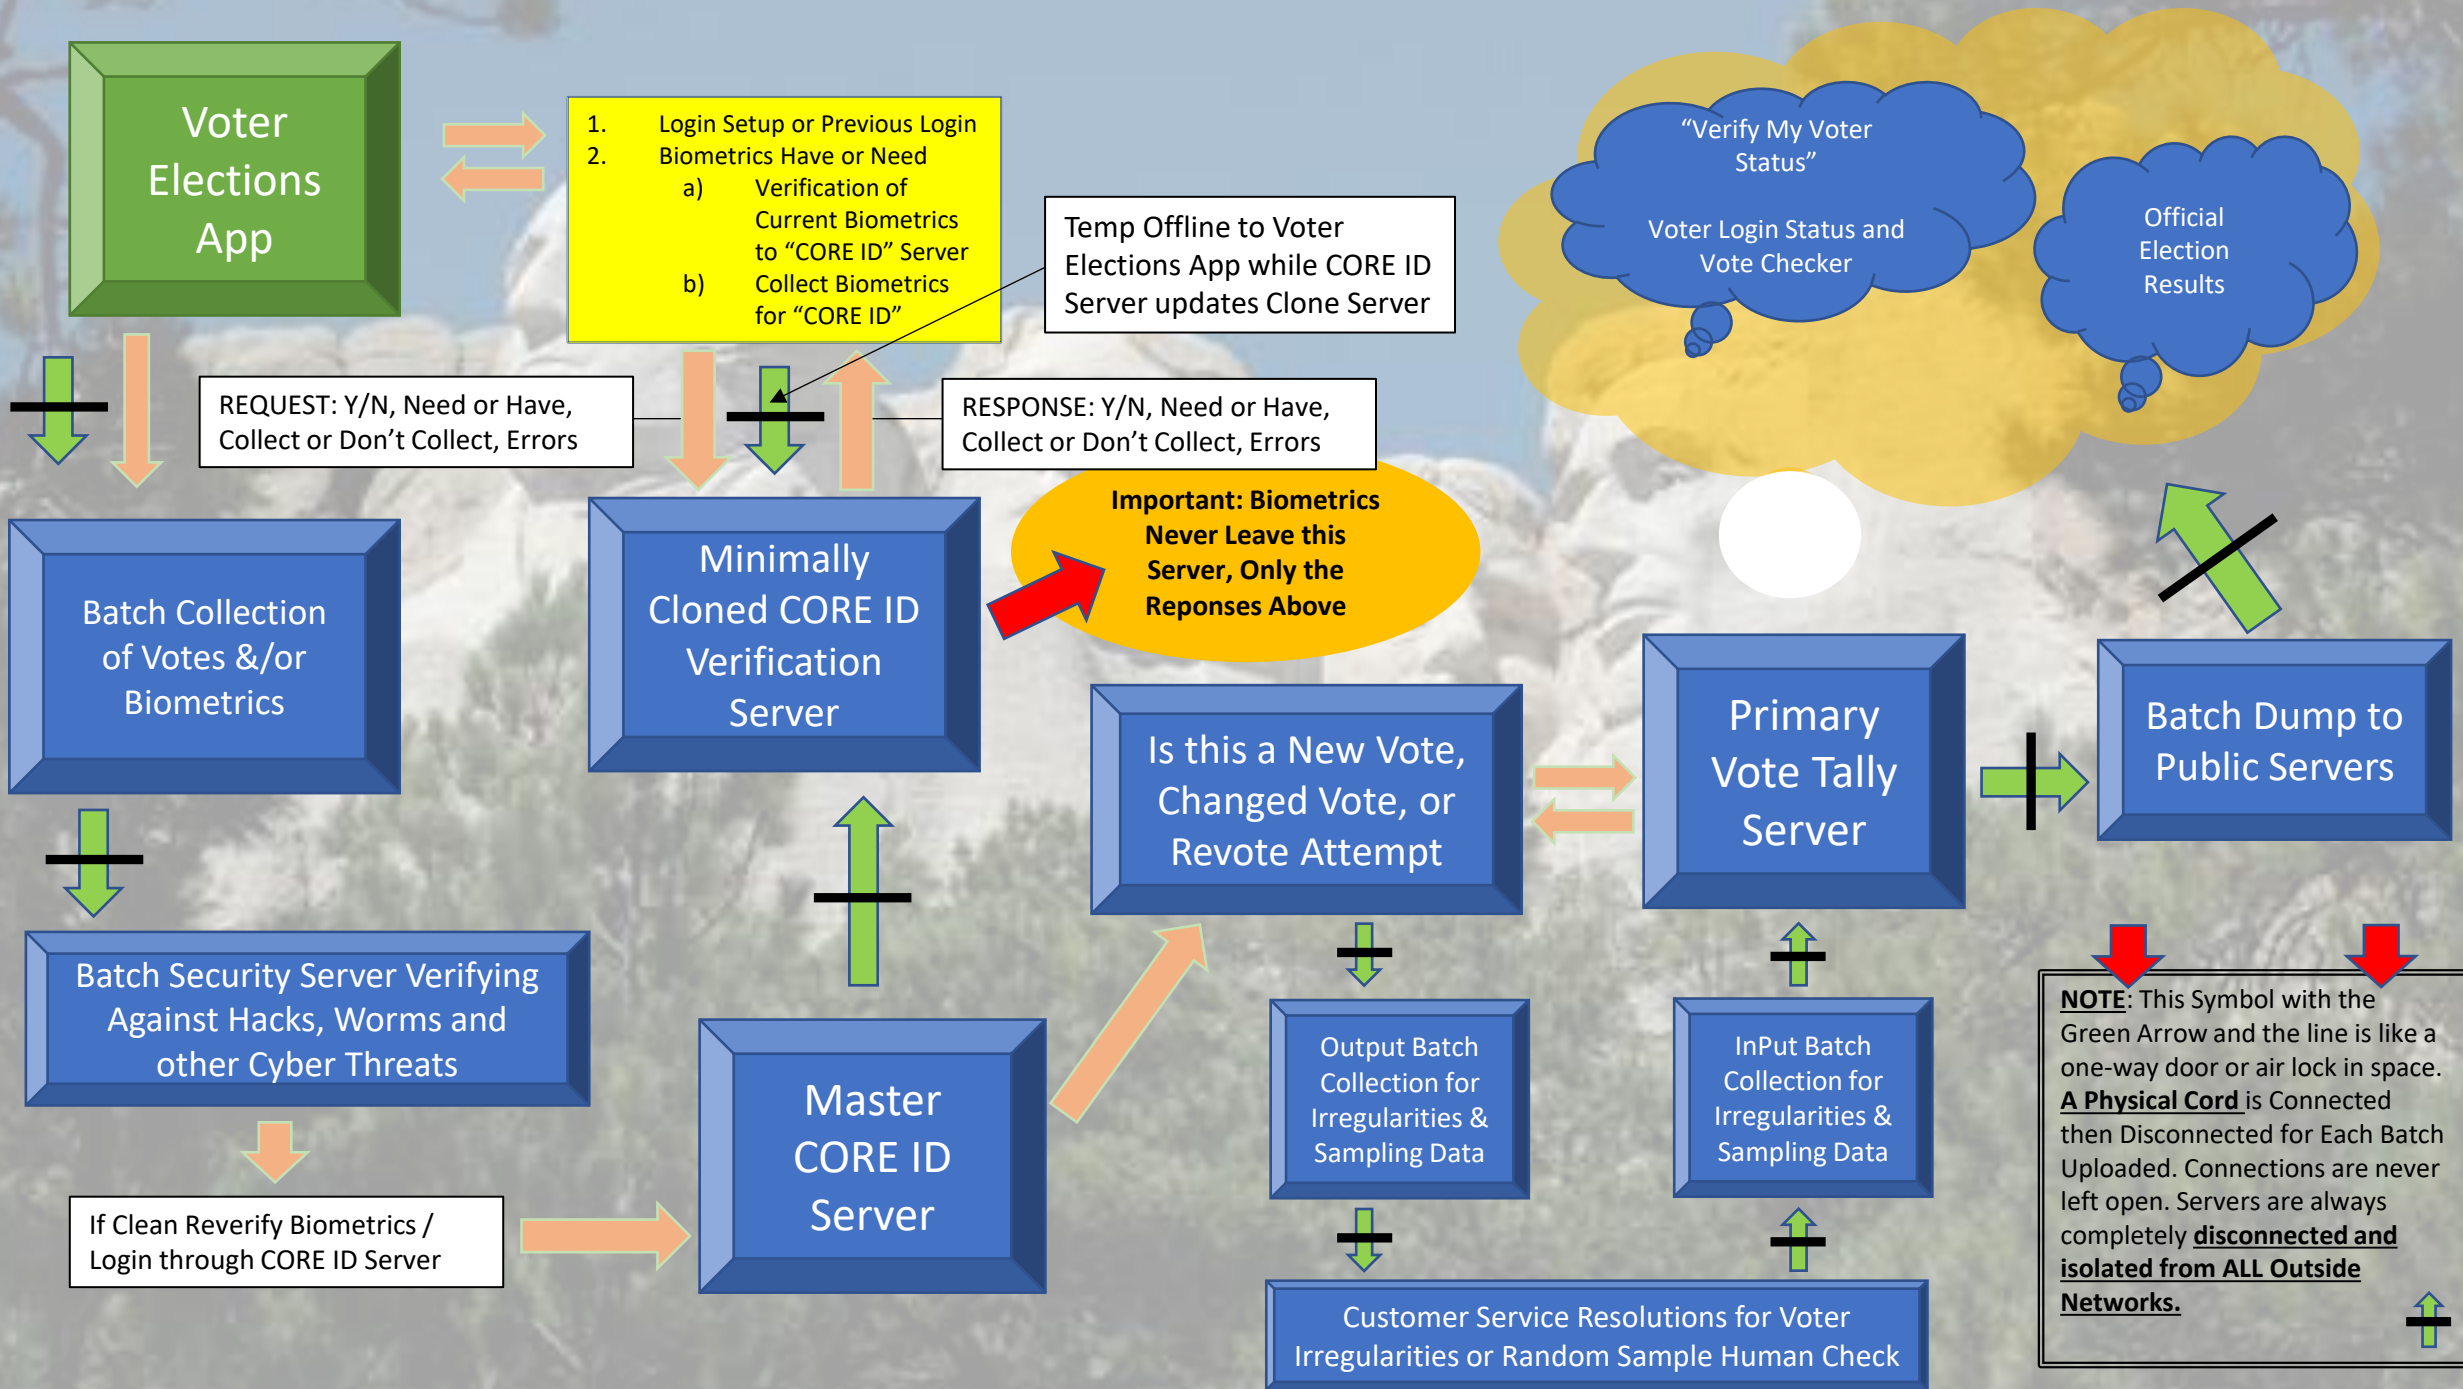 Voter
Elections
App
1. Login Setup or Previous Login
2. Biometrics Have or Need
a) Verification of
Current Biometrics
to “CORE ID” Server
b) Collect Biometrics
for “CORE ID”
Temp Offline to Voter
Elections App while CORE ID
Server updates Clone Server
“Verify My Voter
Status”
Voter Login Status and
Vote Checker
Official
Election
Results
REQUEST: Y/N, Need or Have,
Collect or Don’t Collect, Errors
RESPONSE: Y/N, Need or Have,
Collect or Don’t Collect, Errors
Important: Biometrics
Never Leave this
Server, Only the
Reponses Above
Batch Collection
of Votes &/or
Biometrics
Minimally
Cloned CORE ID
Verification
Server
Is this a New Vote,
Changed Vote, or
Revote Attempt
Primary
Vote Tally
Server
Batch Dump to
Public Servers
Batch Security Server Verifying
Against Hacks, Worms and
other Cyber Threats
Master
CORE ID
Server
Output Batch
Collection for
Irregularities &
Sampling Data
InPut Batch
Collection for
Irregularities &
Sampling Data
If Clean Reverify Biometrics /
Login through CORE ID Server
Customer Service Resolutions for Voter
Irregularities or Random Sample Human Check
NOTE: This Symbol with the
Green Arrow and the line is like a
one-way door or air lock in space.
A Physical Cord is Connected
then Disconnected for Each Batch
Uploaded. Connections are never
left open. Servers are always
completely disconnected and
isolated from ALL Outside
Networks.